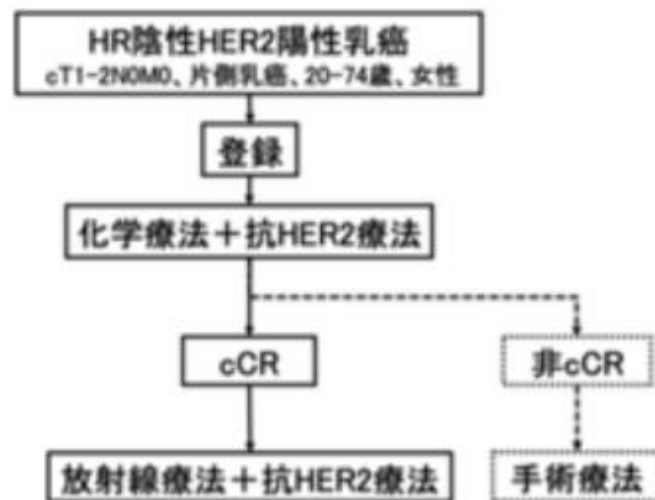 HR陰性HER2陽性乳癌
cT1-2N0M0、片側乳癌、20-74歳、女性
登録
化学療法＋抗HER2療法
cCR
非cCR
放射線療法＋抗HER2療法
手術療法